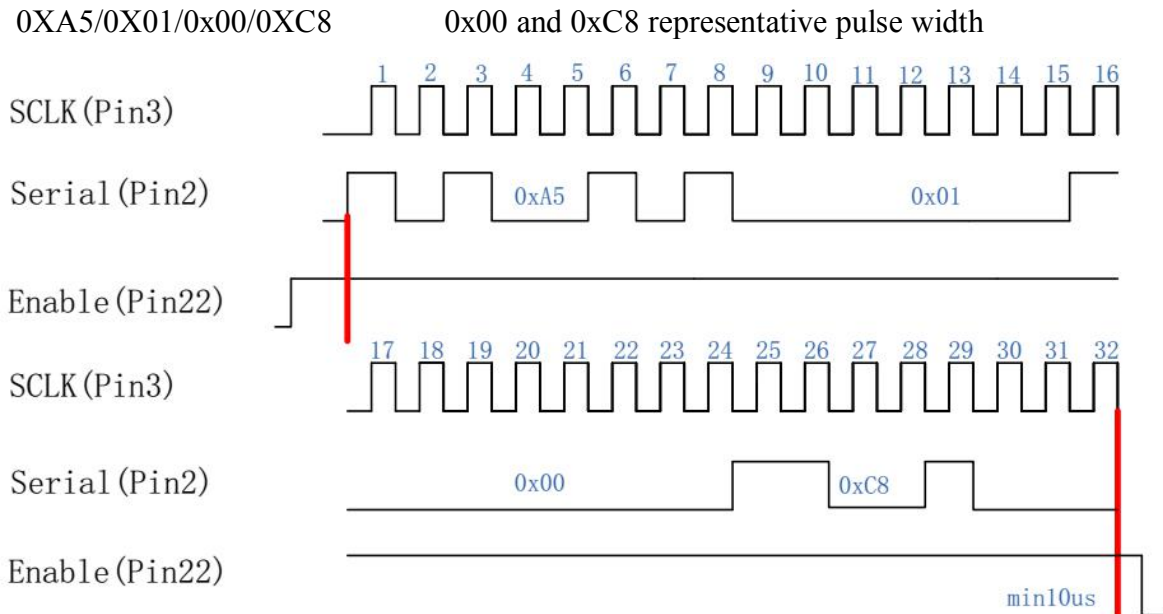 0XA5/0X01/0x00/0XC8 0x00 and 0xC8 representative pulse width
1 2 3 4 5 6 7 8 9 10 11 12 13 14 15 16
SCLK(Pin3)
Serial(Pin2) 0xA5 0x01
Enable(Pin22)
17 18 19 20 21 22 23 24 25 26 27 28 29 30 31 32
SCLK(Pin3)
Serial(Pin2) 0x00 0xC8
Enable(Pin22)
min10us